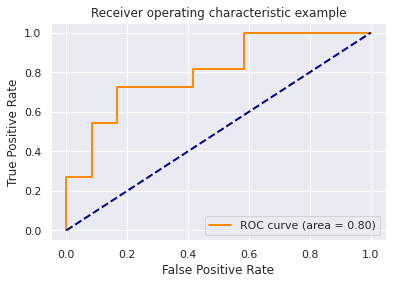 Receiver operating characteristic example
1.0
0.8
0.6
0.4
0.2
0.0
True Positive Rate
ROC curve (area = 0.80)
0.0 0.2 0.4 0.6 0.8 1.0
False Positive Rate